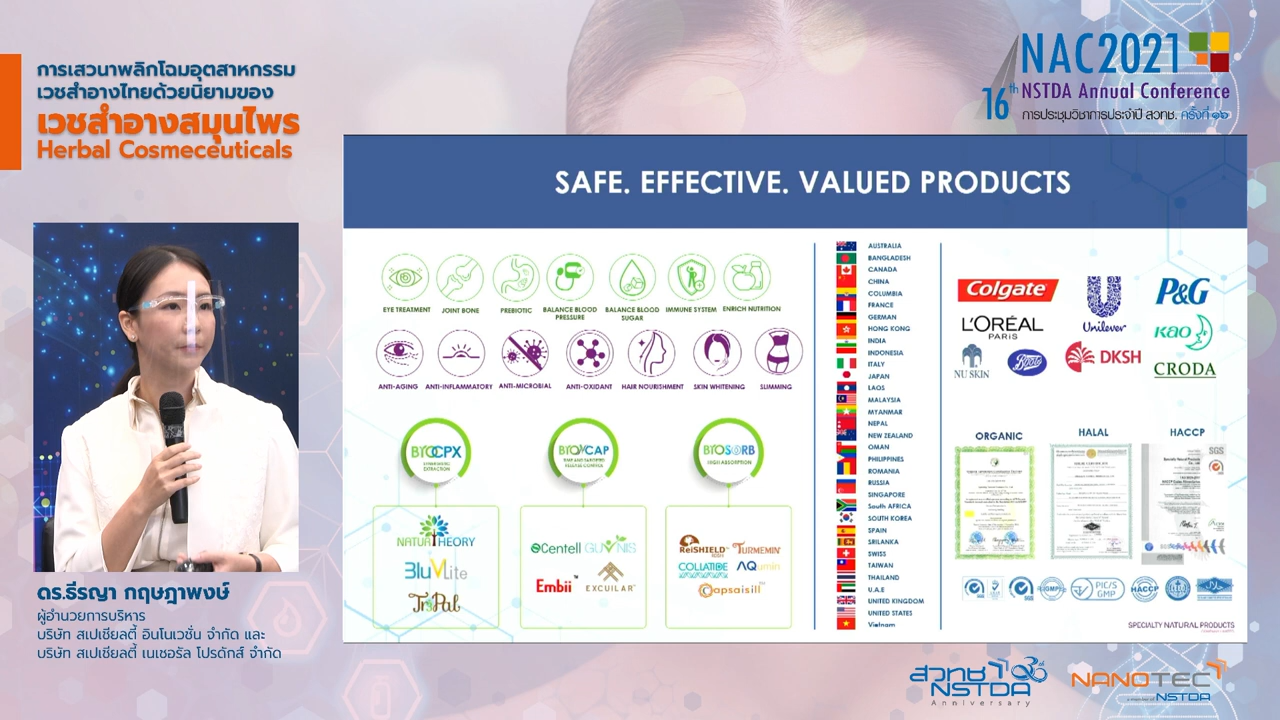 การเสวนาพลิกโฉมอุตสาหกรรม
เวชสำอางไทยด้วยนิยามของ
เวชสำอางสมุนไพร
Herbal Cosmeceuticals
NAC2021
16th NSTDA Annual Conference
การประชุมวิชาการประจำปี สวทช. ครั้งที่ ๑๖
SAFE. EFFECTIVE. VALUED PRODUCTS
EYE TREATMENT
JOINT BONE
PREBIOTIC
BALANCE BLOOD
PRESSURE
BALANCE BLOOD
SUGAR
IMMUNE SYSTEM
ENRICH NUTRITION
ANTI-AGING
ANTI-INFLAMMATORY
ANTI-MICROBIAL
ANTI-OXIDANT
HAIR NOURISHMENT
SKIN WHITENING
SLIMMING
HIGH ABSORPTION
NATURTHEORY
Centell
Embii
EXCUILAR
REISHIELD
TURMEMIN
COLLATIDE
AQumin
Capsaisill
AUSTRALIA
BANGLADESH
CANADA
CHINA
COLUMBIA
FRANCE
GERMAN
HONG KONG
INDIA
INDONESIA
ITALY
JAPAN
LAOS
MALAYSIA
MYANMAR
NEPAL
NEW ZEALAND
OMAN
PHILIPPINES
ROMANIA
RUSSIA
SINGAPORE
South AFRICA
SOUTH KOREA
SPAIN
SRILANKA
SWISS
TAIWAN
THAILAND
U.A.E
UNITED KINGDOM
UNITED STATES
Vietnam
Colgate
Unilever
P&G
L'ORÉAL
PARIS
Kao
NU SKIN
Boots
DKSH
CRODA
ORGANIC
HALAL
HACCP
SGS
PIC/S
GMP
HACCP
SPECIALTY NATURAL PRODUCTS
ดร.ธีรญา กฤษฎาพงษ์
ผู้อำนวยการบริหาร
บริษัท สเปเชียลตี้ อินโนเวชั่น จำกัด และ
บริษัท สเปเชียลตี้ เนเชอรัล โปรดักส์ จำกัด
สวทช
NSTDA
Anniversary
NANOTEC
a member of NSTDA